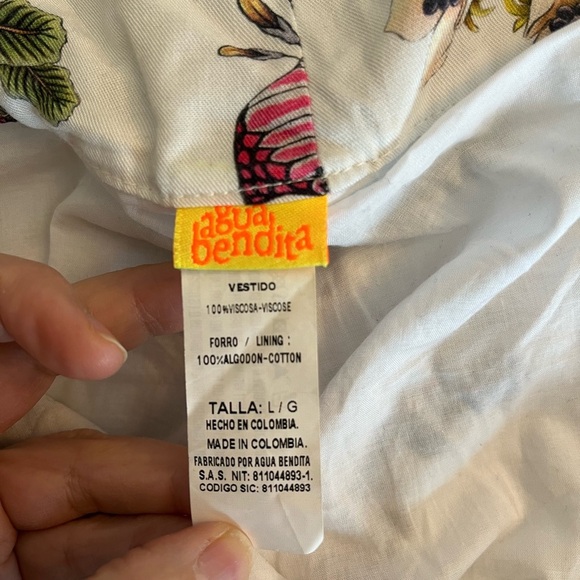 agua
bendita
VESTIDO
100%VISCOSA-VISCOSE
FORRO / LINING :
100%ALGODON-COTTON
TALLA: L / G
HECHO EN COLOMBIA.
MADE IN COLOMBIA.
FABRICADO POR AGUA BENDITA
S.A.S. NIT: 811044893-1.
CODIGO SIC: 811044893